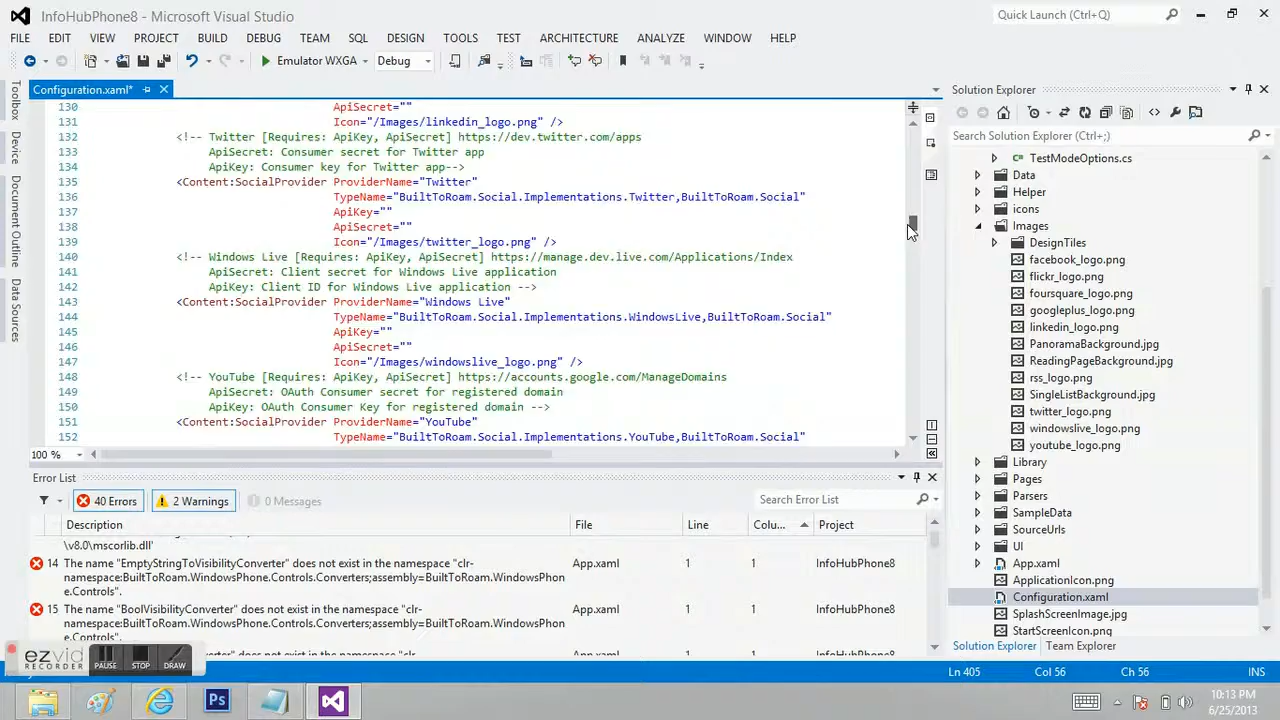 InfoHubPhone8 - Microsoft Visual Studio
Quick Launch (Ctrl+Q)
FILE EDIT VIEW PROJECT BUILD DEBUG TEAM SQL DESIGN TOOLS TEST ARCHITECTURE ANALYZE WINDOW HELP
Emulator WXGA Debug
Toolbox
Device
Document Outline
Data Sources
Configuration.xaml*
130 ApiSecret=""
131 Icon="/Images/linkedin_logo.png" />
132 <!-- Twitter [Requires: ApiKey, ApiSecret] https://dev.twitter.com/apps
133 ApiSecret: Consumer secret for Twitter app
134 ApiKey: Consumer key for Twitter app-->
135 <Content:SocialProvider ProviderName="Twitter"
136 TypeName="BuiltToRoam.Social.Implementations.Twitter,BuiltToRoam.Social"
137 ApiKey=""
138 ApiSecret=""
139 Icon="/Images/twitter_logo.png" />
140 <!-- Windows Live [Requires: ApiKey, ApiSecret] https://manage.dev.live.com/Applications/Index
141 ApiSecret: Client secret for Windows Live application
142 ApiKey: Client ID for Windows Live application -->
143 <Content:SocialProvider ProviderName="Windows Live"
144 TypeName="BuiltToRoam.Social.Implementations.WindowsLive,BuiltToRoam.Social"
145 ApiKey=""
146 ApiSecret=""
147 Icon="/Images/windowslive_logo.png" />
148 <!-- YouTube [Requires: ApiKey, ApiSecret] https://accounts.google.com/ManageDomains
149 ApiSecret: OAuth Consumer secret for registered domain
150 ApiKey: OAuth Consumer Key for registered domain -->
151 <Content:SocialProvider ProviderName="YouTube"
152 TypeName="BuiltToRoam.Social.Implementations.YouTube,BuiltToRoam.Social"
100 %
Solution Explorer
Search Solution Explorer (Ctrl+;)
TestModeOptions.cs
Data
Helper
icons
Images
DesignTiles
facebook_logo.png
flickr_logo.png
foursquare_logo.png
googleplus_logo.png
linkedin_logo.png
PanoramaBackground.jpg
ReadingPageBackground.jpg
rss_logo.png
SingleListBackground.jpg
twitter_logo.png
windowslive_logo.png
youtube_logo.png
Library
Pages
Parsers
SampleData
SourceUrls
UI
App.xaml
ApplicationIcon.png
Configuration.xaml
SplashScreenImage.jpg
StartScreenIcon.png
Solution Explorer Team Explorer
Error List
40 Errors 2 Warnings 0 Messages
Search Error List
Description File Line Colu... Project
\v8.0\mscorlib.dll'
14 The name "EmptyStringToVisibilityConverter" does not exist in the namespace "clr- App.xaml 1 1 InfoHubPhone8
namespace:BuiltToRoam.WindowsPhone.Controls.Converters;assembly=BuiltToRoam.WindowsPhon
e.Controls".
15 The name "BoolVisibilityConverter" does not exist in the namespace "clr- App.xaml 1 1 InfoHubPhone8
namespace:BuiltToRoam.WindowsPhone.Controls.Converters;assembly=BuiltToRoam.WindowsPhon
e.Controls".
ezvid
RECORDER
PAUSE STOP DRAW
Ln 405 Col 56 Ch 56 INS
Ps
10:13 PM
6/25/2013